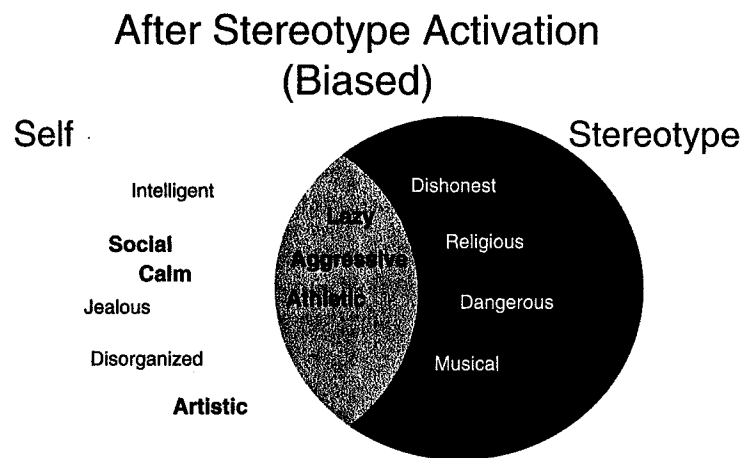 After Stereotype Activation
(Biased)
Self
Stereotype
Intelligent
Social
Calm
Jealous
Disorganized
Artistic
Lazy
Aggressive
Athletic
Dishonest
Religious
Dangerous
Musical